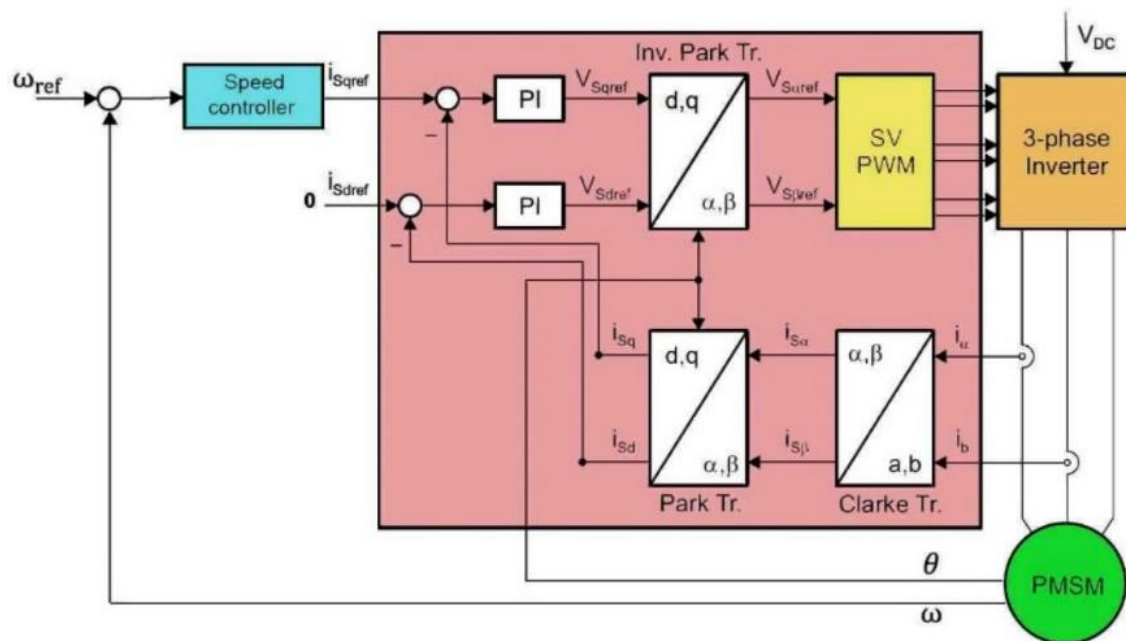 Inv. Park Tr.
V_DC
ω_ref
Speed
controller
i_Sqref
PI
V_Sqref
d,q
V_Sαref
SV
PWM
3-phase
Inverter
–
i_Sdref
0
PI
V_Sdref
α,β
V_Sβref
–
i_Sq
d,q
i_Sα
α,β
i_α
i_Sd
α,β
i_Sβ
a,b
i_b
Park Tr.
Clarke Tr.
θ
PMSM
ω